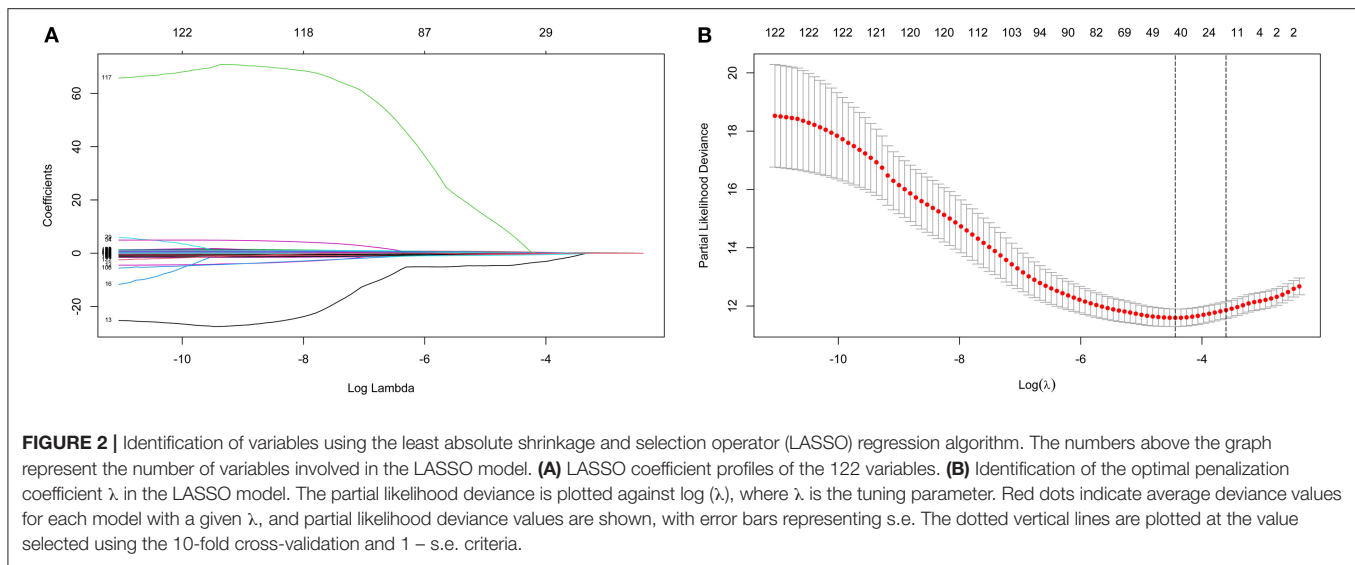 A
122 118 87 29
60
40
20
0
-20
117
16
13
Coefficients
-10 -8 -6 -4
Log Lambda
B
122 122 122 121 120 120 112 103 94 90 82 69 49 40 24 11 4 2 2
20
18
16
14
12
Partial Likelihood Deviance
-10 -8 -6 -4
Log(λ)
FIGURE 2 | Identification of variables using the least absolute shrinkage and selection operator (LASSO) regression algorithm. The numbers above the graph
represent the number of variables involved in the LASSO model. (A) LASSO coefficient profiles of the 122 variables. (B) Identification of the optimal penalization
coefficient λ in the LASSO model. The partial likelihood deviance is plotted against log (λ), where λ is the tuning parameter. Red dots indicate average deviance values
for each model with a given λ, and partial likelihood deviance values are shown, with error bars representing s.e. The dotted vertical lines are plotted at the value
selected using the 10-fold cross-validation and 1 – s.e. criteria.